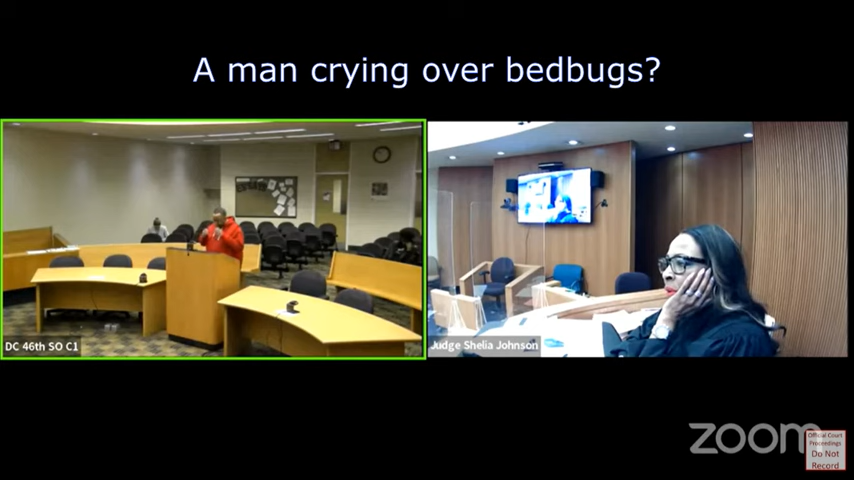 A man crying over bedbugs?
DC 46th SO C1
Judge Shelia Johnson
zoom
Official Court
Proceedings
Do Not
Record